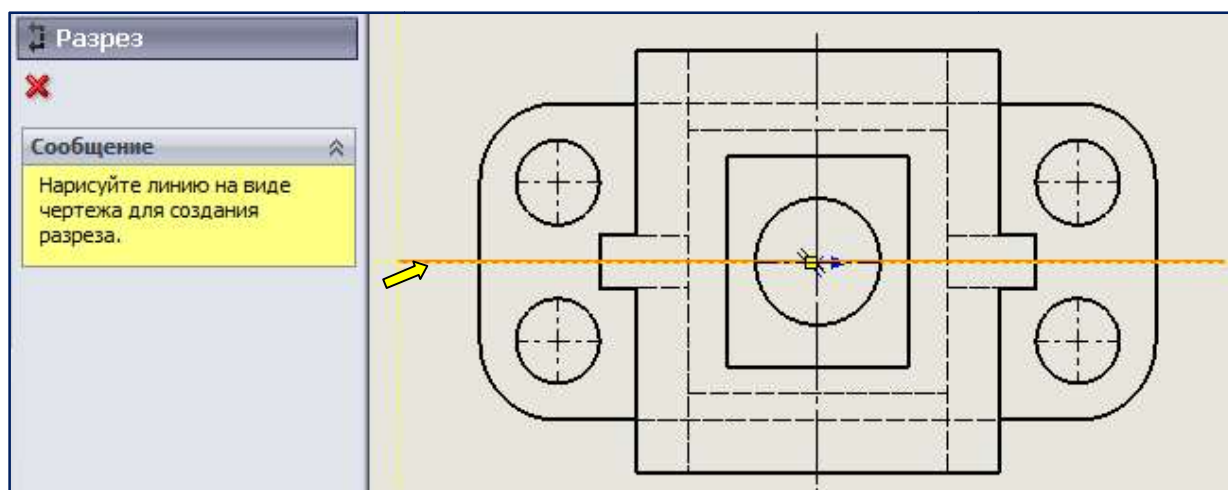 Разрез
Сообщение
Нарисуйте линию на виде
чертежа для создания
разреза.